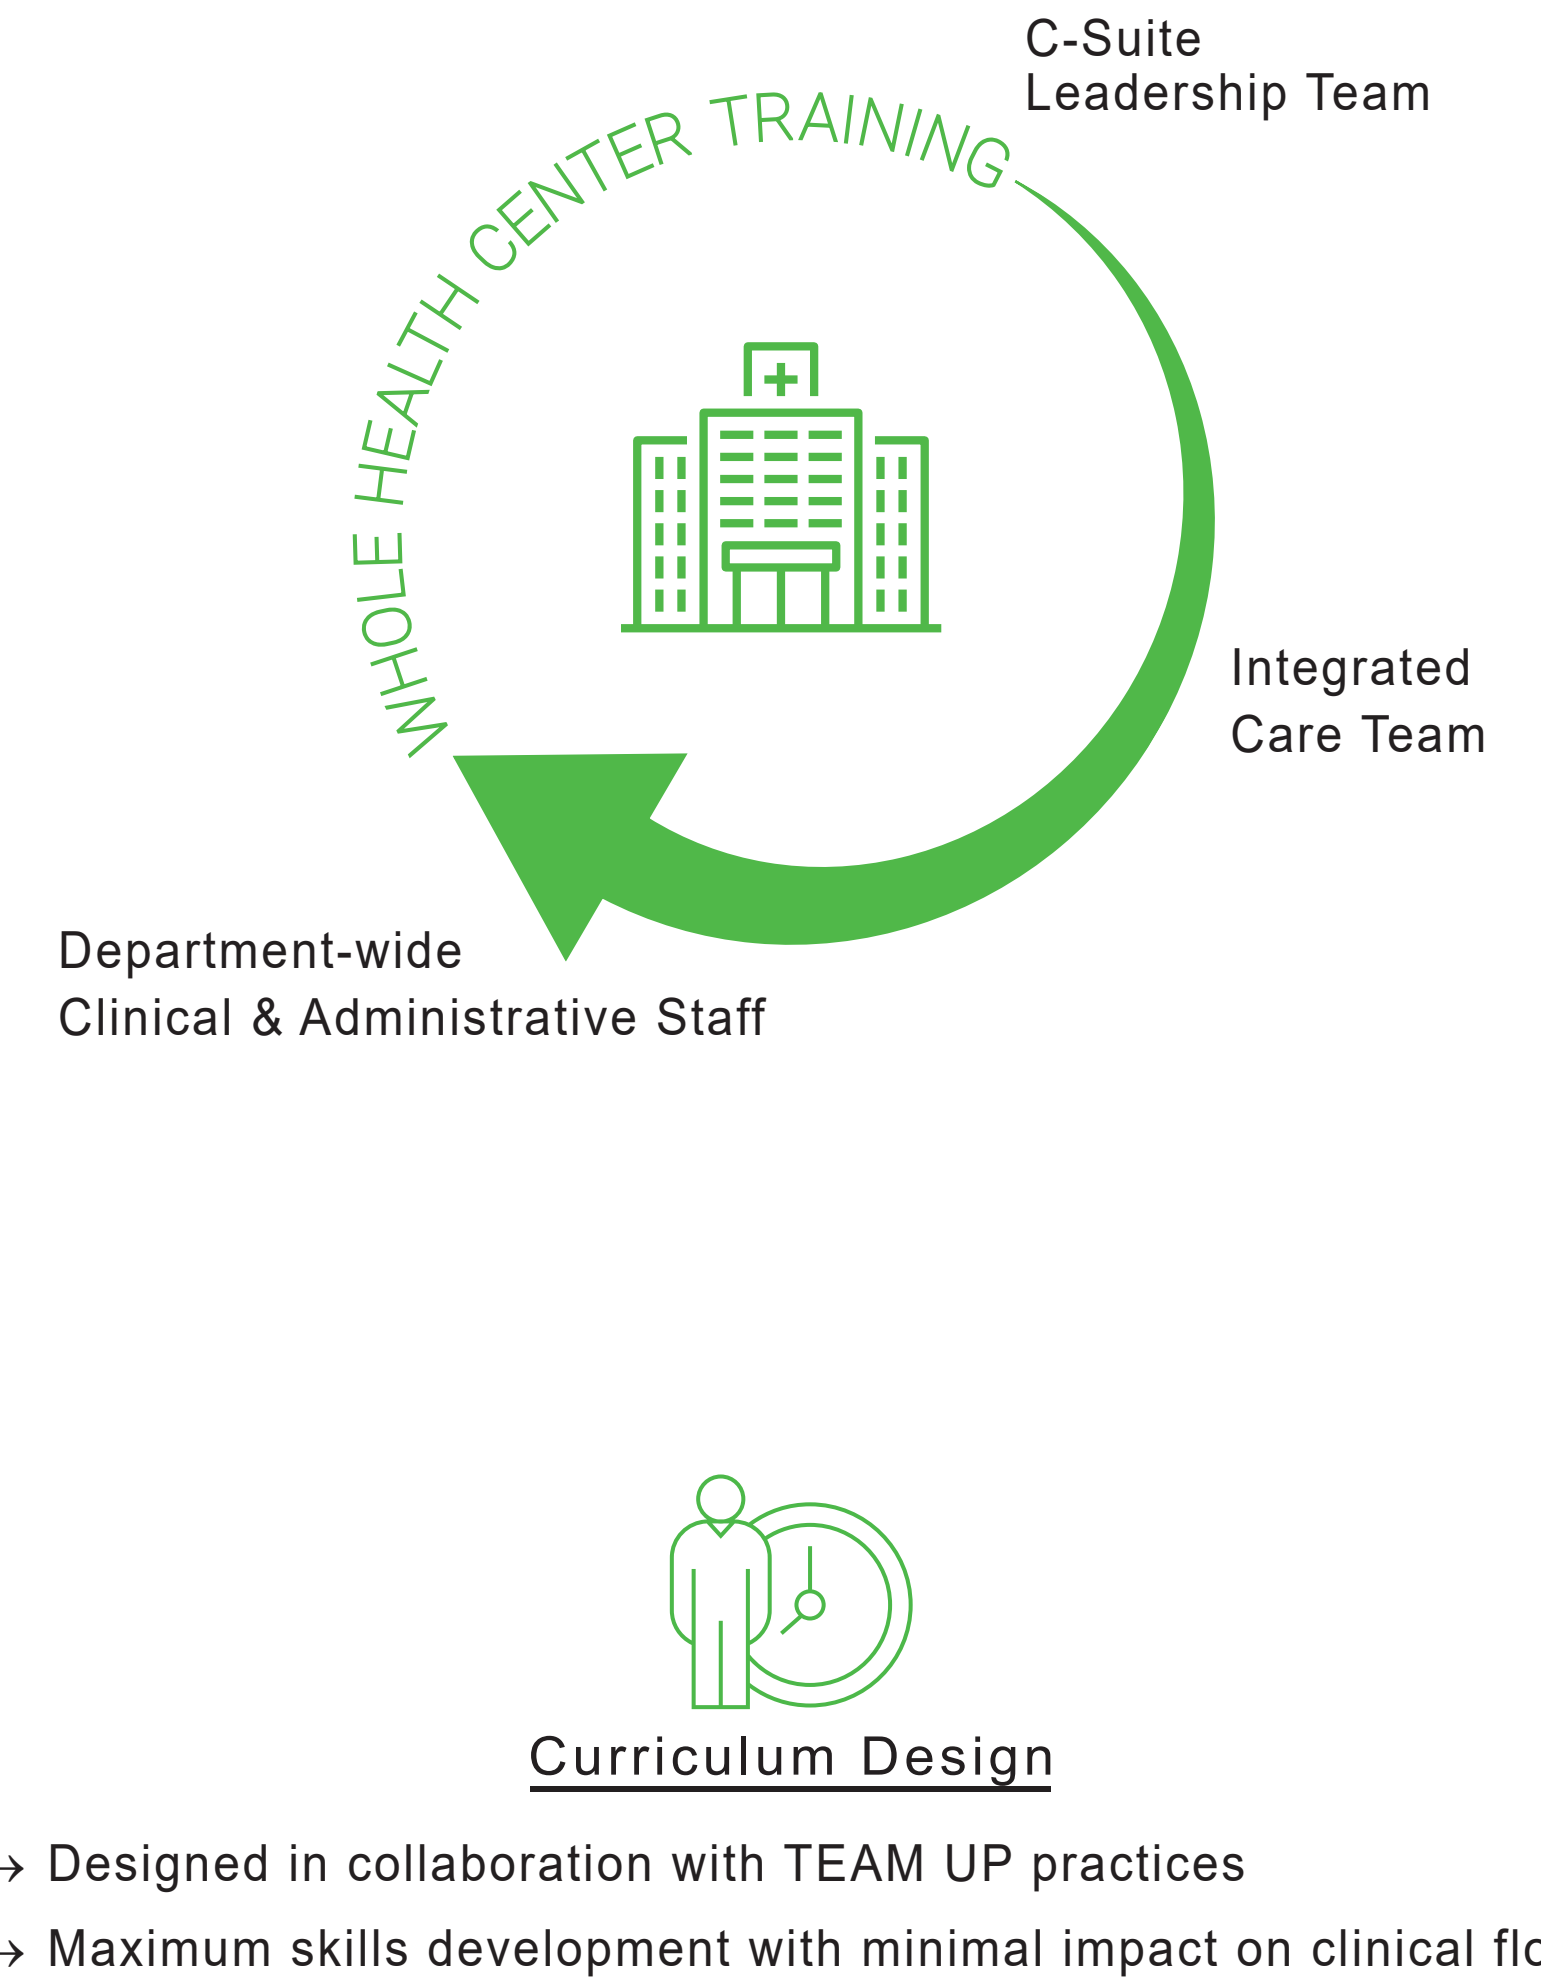 C-Suite
Leadership Team
WHOLE HEALTH CENTER TRAINING
Integrated
Care Team
Department-wide
Clinical & Administrative Staff
Curriculum Design
→ Designed in collaboration with TEAM UP practices
→ Maximum skills development with minimal impact on clinical